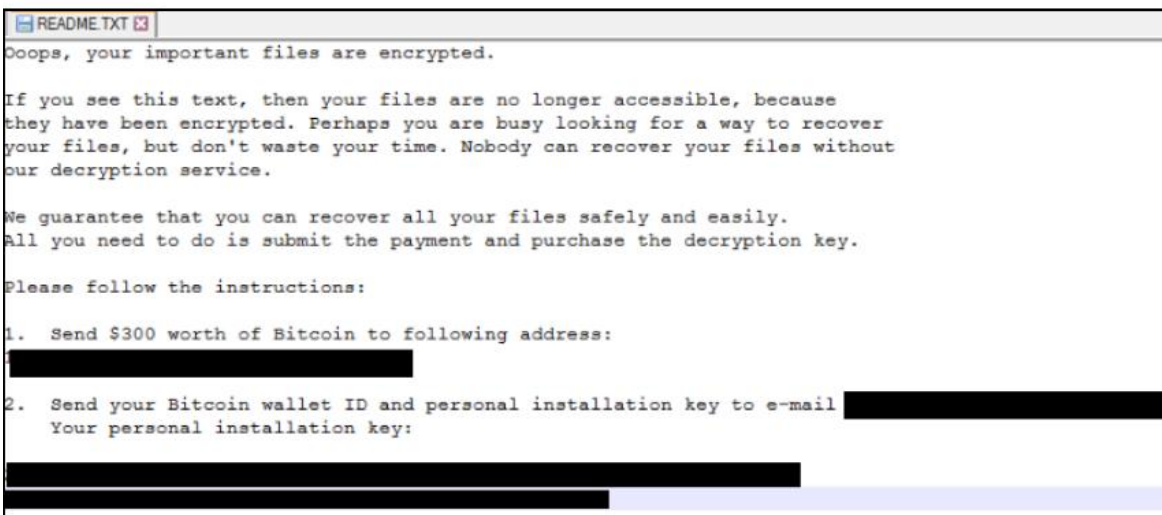 README.TXT
Ooops, your important files are encrypted.
If you see this text, then your files are no longer accessible, because
they have been encrypted. Perhaps you are busy looking for a way to recover
your files, but don't waste your time. Nobody can recover your files without
our decryption service.
We guarantee that you can recover all your files safely and easily.
All you need to do is submit the payment and purchase the decryption key.
Please follow the instructions:
1. Send $300 worth of Bitcoin to following address:
2. Send your Bitcoin wallet ID and personal installation key to e-mail
Your personal installation key: